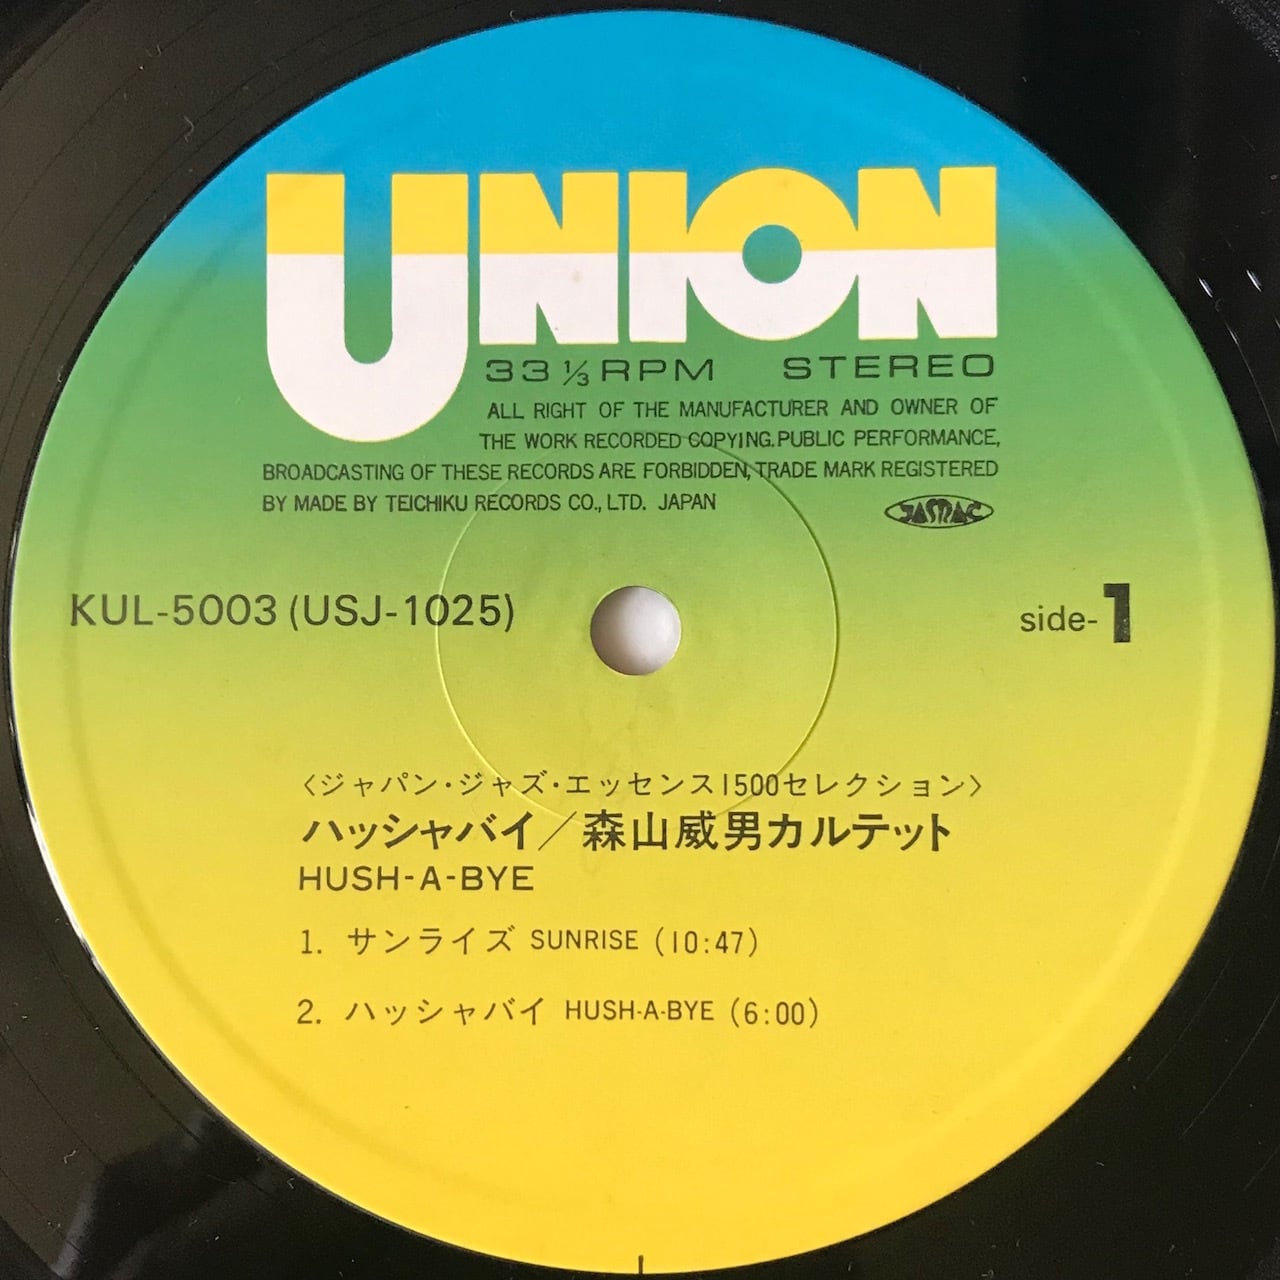 UNION
33 1/3 RPM STEREO
ALL RIGHT OF THE MANUFACTURER AND OWNER OF
THE WORK RECORDED COPYING, PUBLIC PERFORMANCE,
BROADCASTING OF THESE RECORDS ARE FORBIDDEN, TRADE MARK REGISTERED
BY MADE BY TEICHIKU RECORDS CO., LTD. JAPAN
JASRAC
KUL-5003 (USJ-1025)
side-1
〈ジャパン・ジャズ・エッセンス1500セレクション〉
ハッシャバイ／森山威男カルテット
HUSH-A-BYE
1. サンライズ SUNRISE (10:47)
2. ハッシャバイ HUSH-A-BYE (6:00)